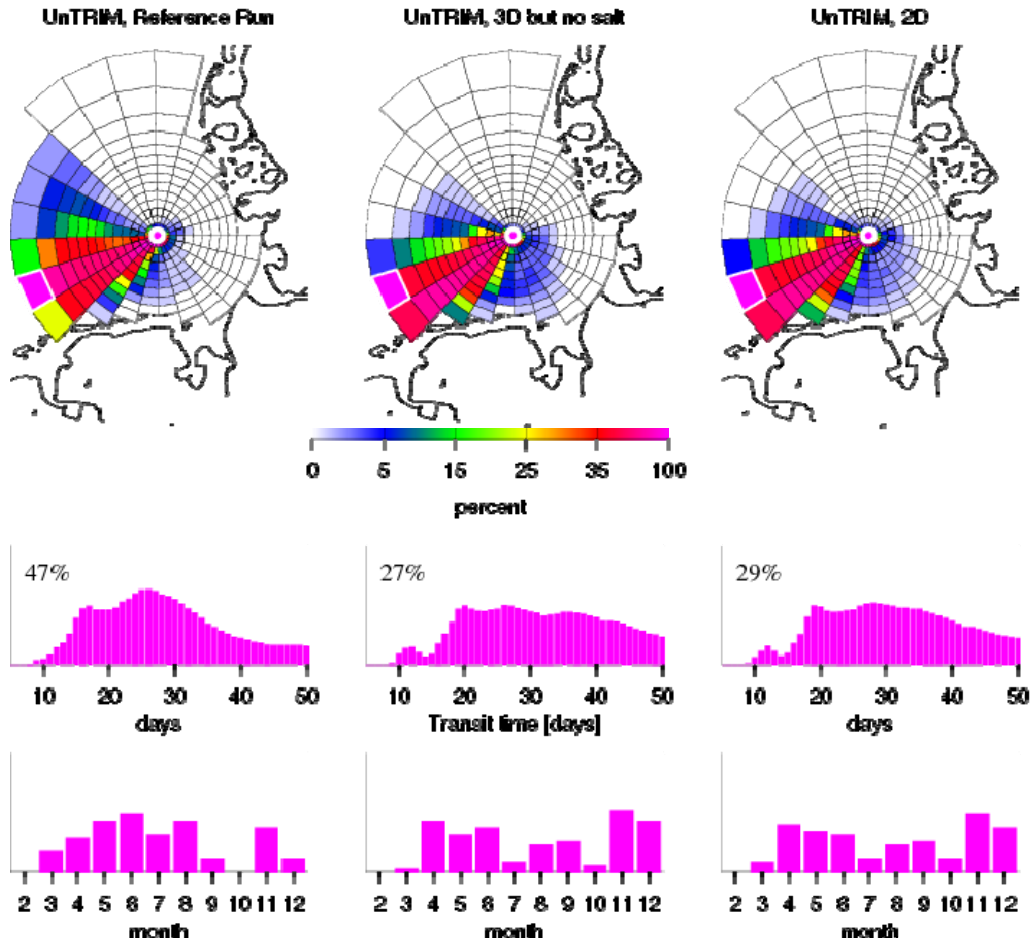 UnTRIM, Reference Run UnTRIM, 3D but no salt UnTRIM, 2D
0 5 15 25 35 100
percent
47% 27% 29%
10 20 30 40 50 10 20 30 40 50 10 20 30 40 50
days Transit time [days] days
2 3 4 5 6 7 8 9 10 11 12 2 3 4 5 6 7 8 9 10 11 12 2 3 4 5 6 7 8 9 10 11 12
month month month